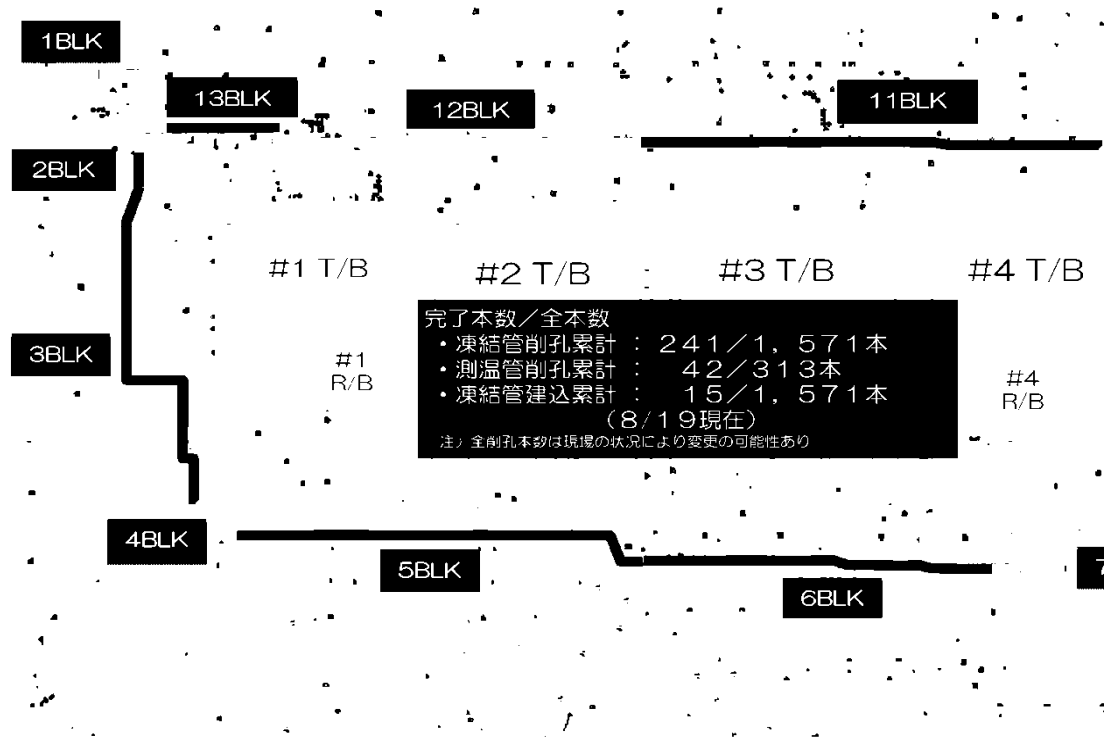 1BLK
13BLK
12BLK
11BLK
2BLK
#1 T/B
#2 T/B
#3 T/B
#4 T/B
完了本数／全本数
・凍結管削孔累計 ： 241／1，571本
・測温管削孔累計 ： 42／313本
・凍結管建込累計 ： 15／1，571本
（8／19現在）
注）全削孔本数は現場の状況により変更の可能性あり
3BLK
#1
R/B
#4
R/B
4BLK
5BLK
6BLK
7